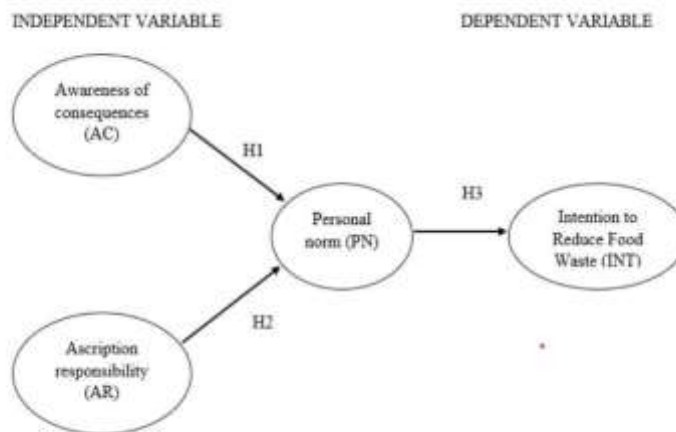 INDEPENDENT VARIABLE
DEPENDENT VARIABLE
Awareness of
consequences
(AC)
H1
Personal
norm (PN)
H3
Intention to
Reduce Food
Waste (INT)
H2
Ascription
responsibility
(AR)